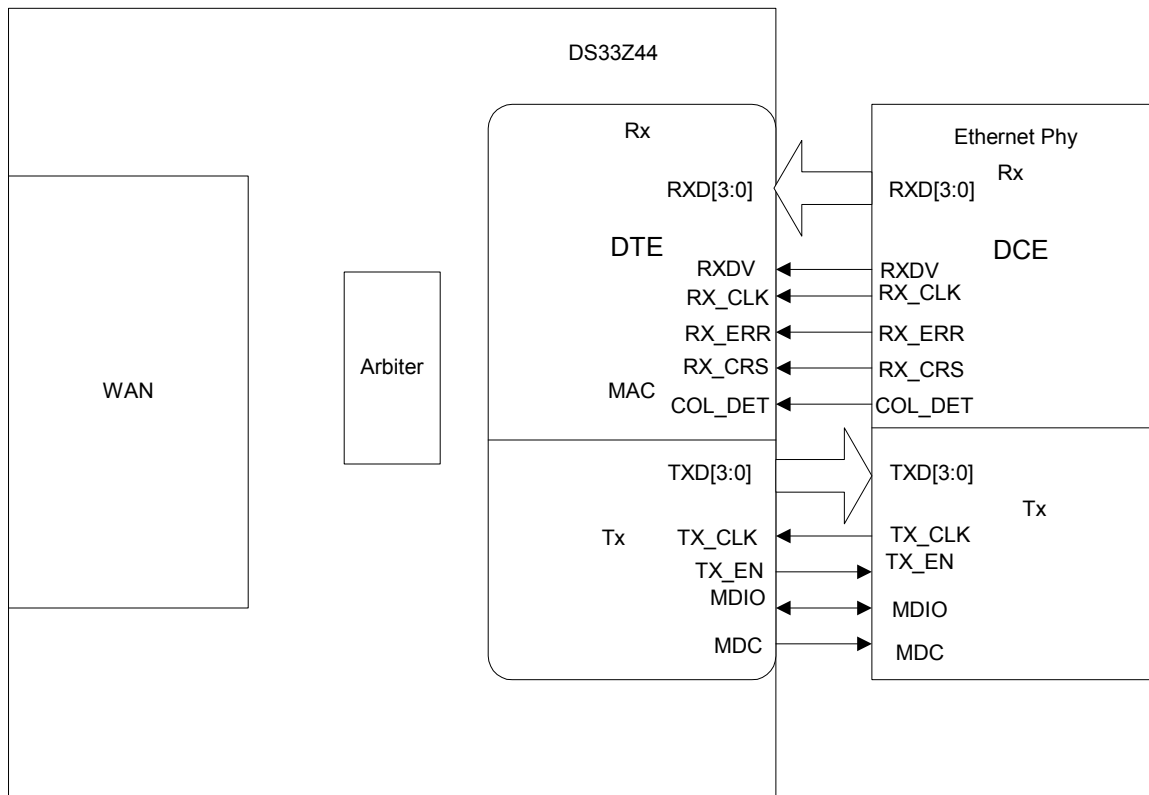 DS33Z44
Rx
Ethernet Phy
Rx
RXD[3:0]
RXD[3:0]
DTE
DCE
RXDV
RXDV
RX_CLK
RX_CLK
RX_ERR
RX_ERR
Arbiter
RX_CRS
RX_CRS
WAN
MAC
COL_DET
COL_DET
TXD[3:0]
TXD[3:0]
Tx
Tx
TX_CLK
TX_CLK
TX_EN
TX_EN
MDIO
MDIO
MDC
MDC